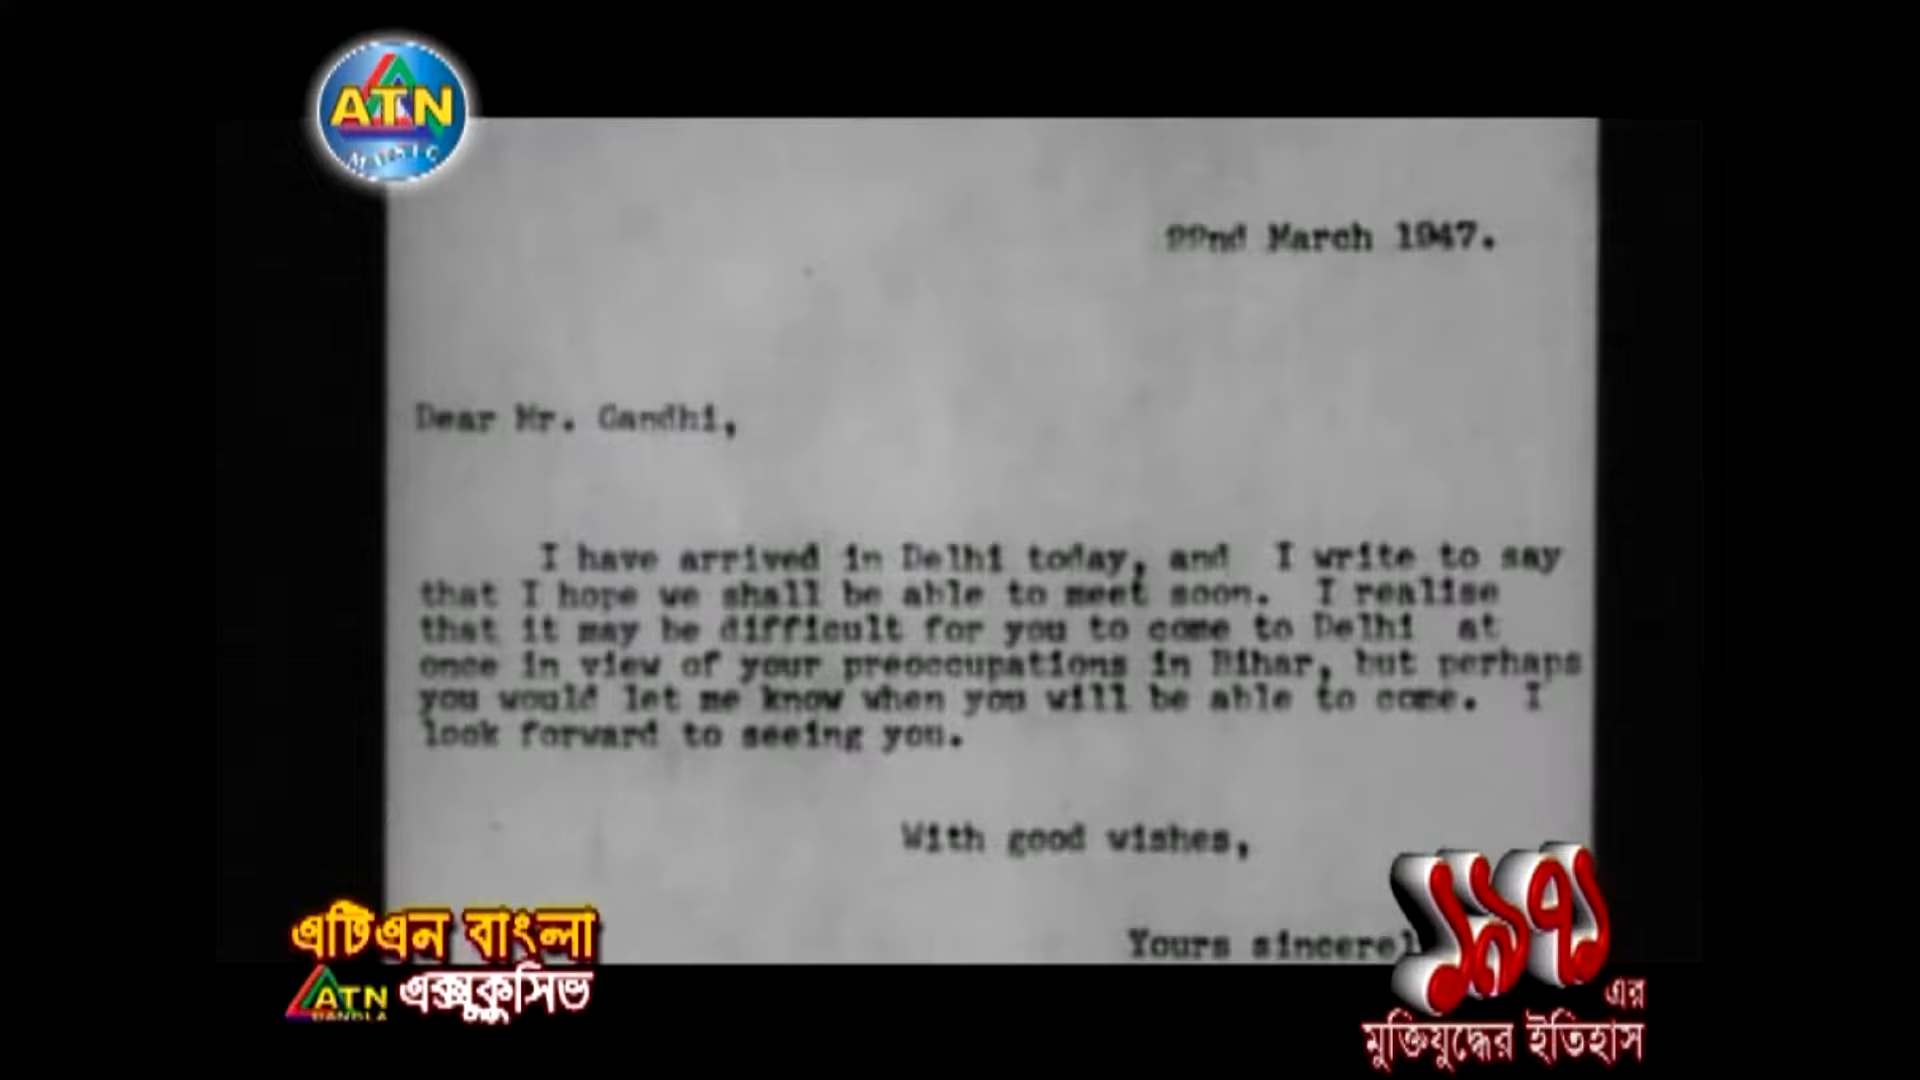 ATN
MUSIC
22nd March 1947.
Dear Mr. Gandhi,
I have arrived in Delhi today, and I write to say
that I hope we shall be able to meet soon. I realise
that it may be difficult for you to come to Delhi at
once in view of your preoccupations in Bihar, but perhaps
you would let me know when you will be able to come. I
look forward to seeing you.
With good wishes,
Yours sincerel
এটিএন বাংলা
ATN এক্সক্লুসিভ
BANGLA
১৯৭১
এর
মুক্তিযুদ্ধের ইতিহাস